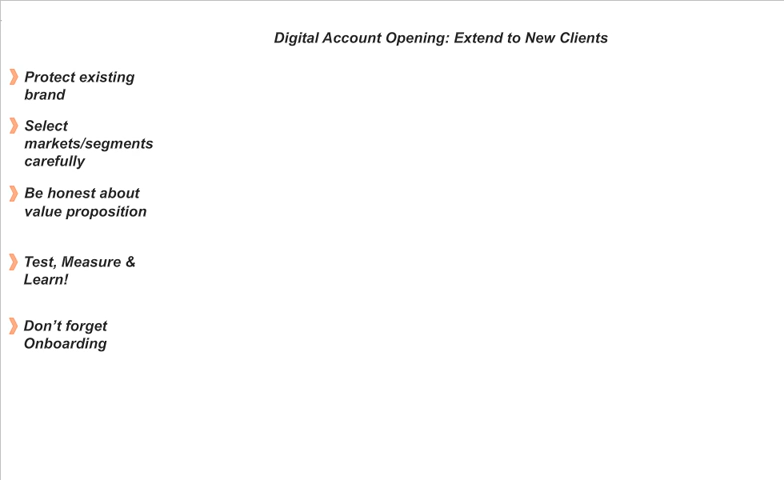 Digital Account Opening: Extend to New Clients
Protect existing
brand
Select
markets/segments
carefully
Be honest about
value proposition
Test, Measure &
Learn!
Don’t forget
Onboarding